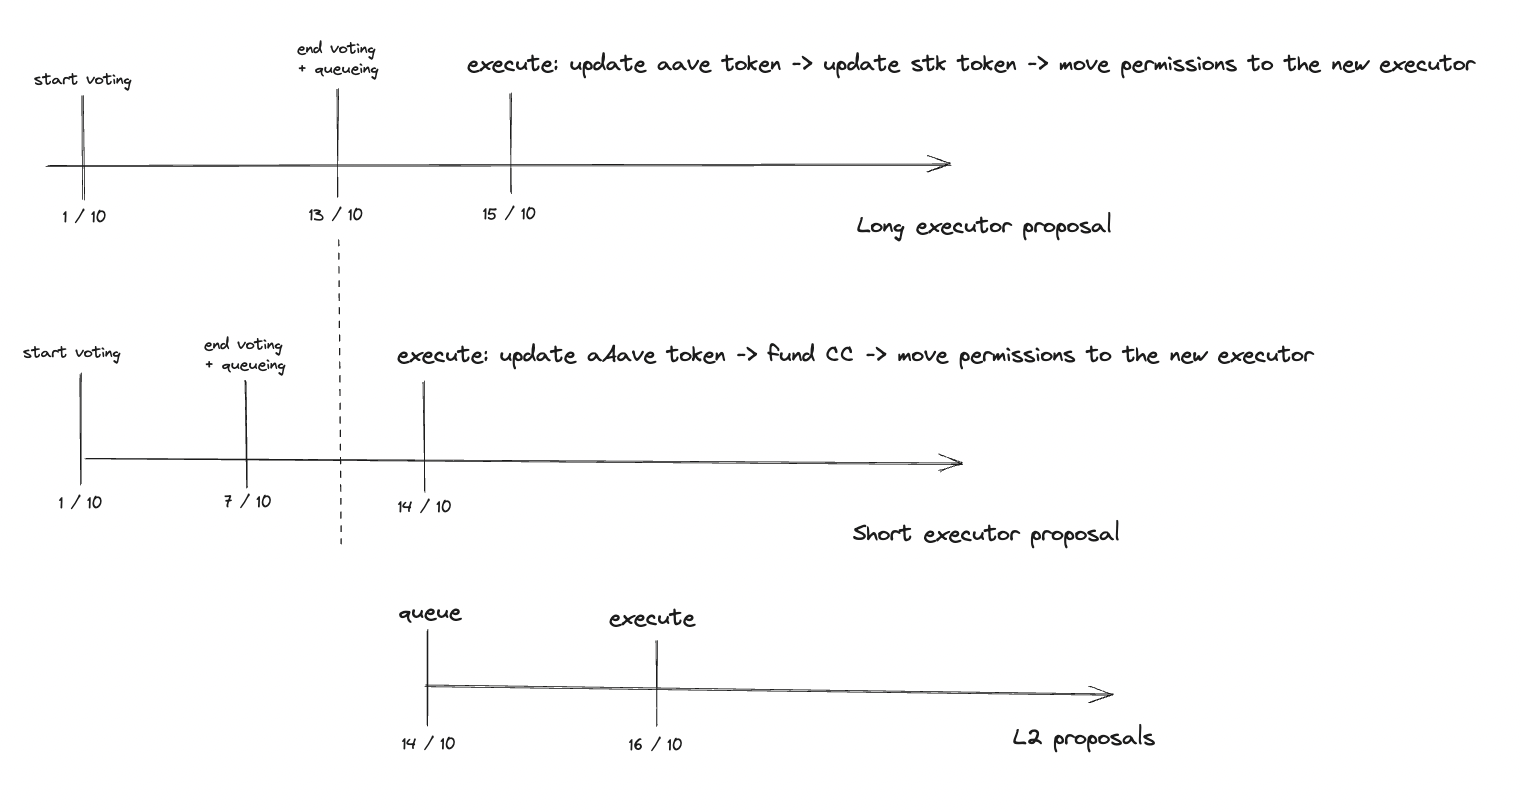 start voting
end voting
+ queueing
execute: update aave token -> update stk token -> move permissions to the new executor
1 / 10
13 / 10
15 / 10
Long executor proposal
start voting
end voting
+ queueing
execute: update aAave token -> fund CC -> move permissions to the new executor
1 / 10
7 / 10
14 / 10
Short executor proposal
queue
execute
14 / 10
16 / 10
L2 proposals